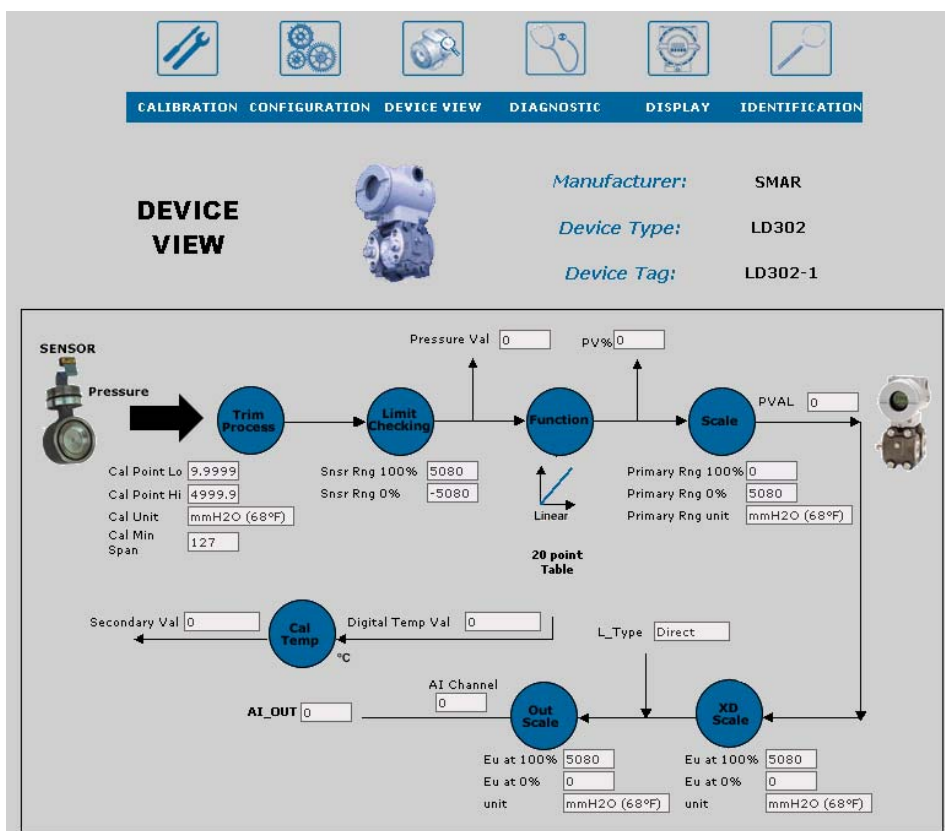 CALIBRATION CONFIGURATION DEVICE VIEW DIAGNOSTIC DISPLAY IDENTIFICATION
DEVICE
VIEW
Manufacturer: SMAR
Device Type: LD302
Device Tag: LD302-1
SENSOR
Pressure
Pressure Val 0
PV% 0
PVAL 0
Trim
Process
Limit
Checking
Function
Scale
Cal Point Lo 9.9999
Cal Point Hi 4999.9
Cal Unit mmH2O (68°F)
Cal Min
Span 127
Snsr Rng 100% 5080
Snsr Rng 0% -5080
Linear
20 point
Table
Primary Rng 100% 0
Primary Rng 0% 5080
Primary Rng unit mmH2O (68°F)
Secondary Val 0
Cal
Temp
°C
Digital Temp Val 0
L_Type Direct
AI_OUT 0
AI Channel
0
Out
Scale
XD
Scale
Eu at 100% 5080
Eu at 0% 0
unit mmH2O (68°F)
Eu at 100% 5080
Eu at 0% 0
unit mmH2O (68°F)